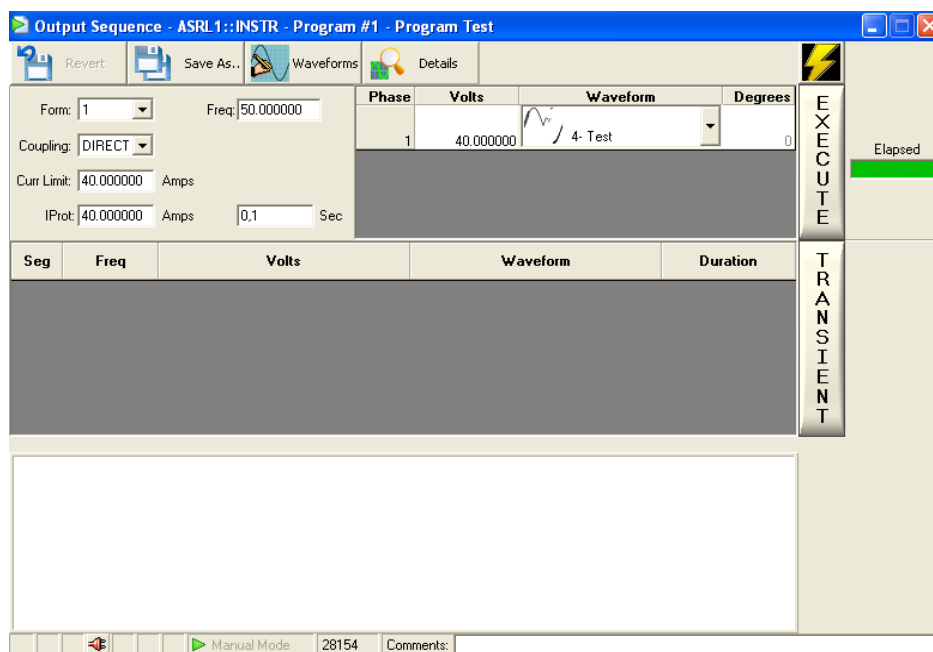 Output Sequence - ASRL1::INSTR - Program #1 - Program Test
Revert Save As.. Waveforms Details
Form: 1 Freq: 50.000000
Coupling: DIRECT
Curr Limit: 40.000000 Amps
IProt: 40.000000 Amps 0,1 Sec
Phase Volts Waveform Degrees
1 40.000000 4- Test 0
EXECUTE
Elapsed
Seg Freq Volts Waveform Duration
TRANSIENT
Manual Mode 28154 Comments: